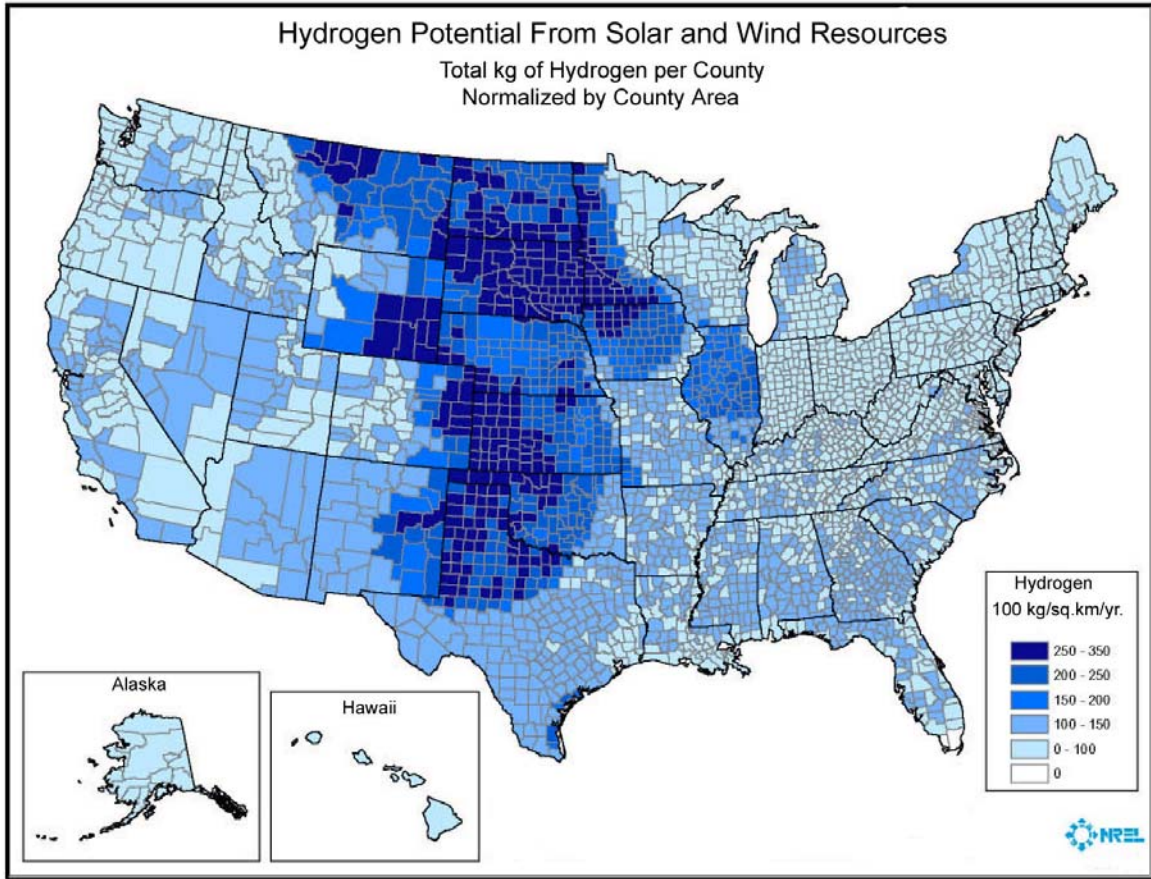 Hydrogen Potential From Solar and Wind Resources
Total kg of Hydrogen per County
Normalized by County Area
Hydrogen
100 kg/sq.km/yr.
250 - 350
200 - 250
150 - 200
100 - 150
0 - 100
0
Alaska
Hawaii
NREL